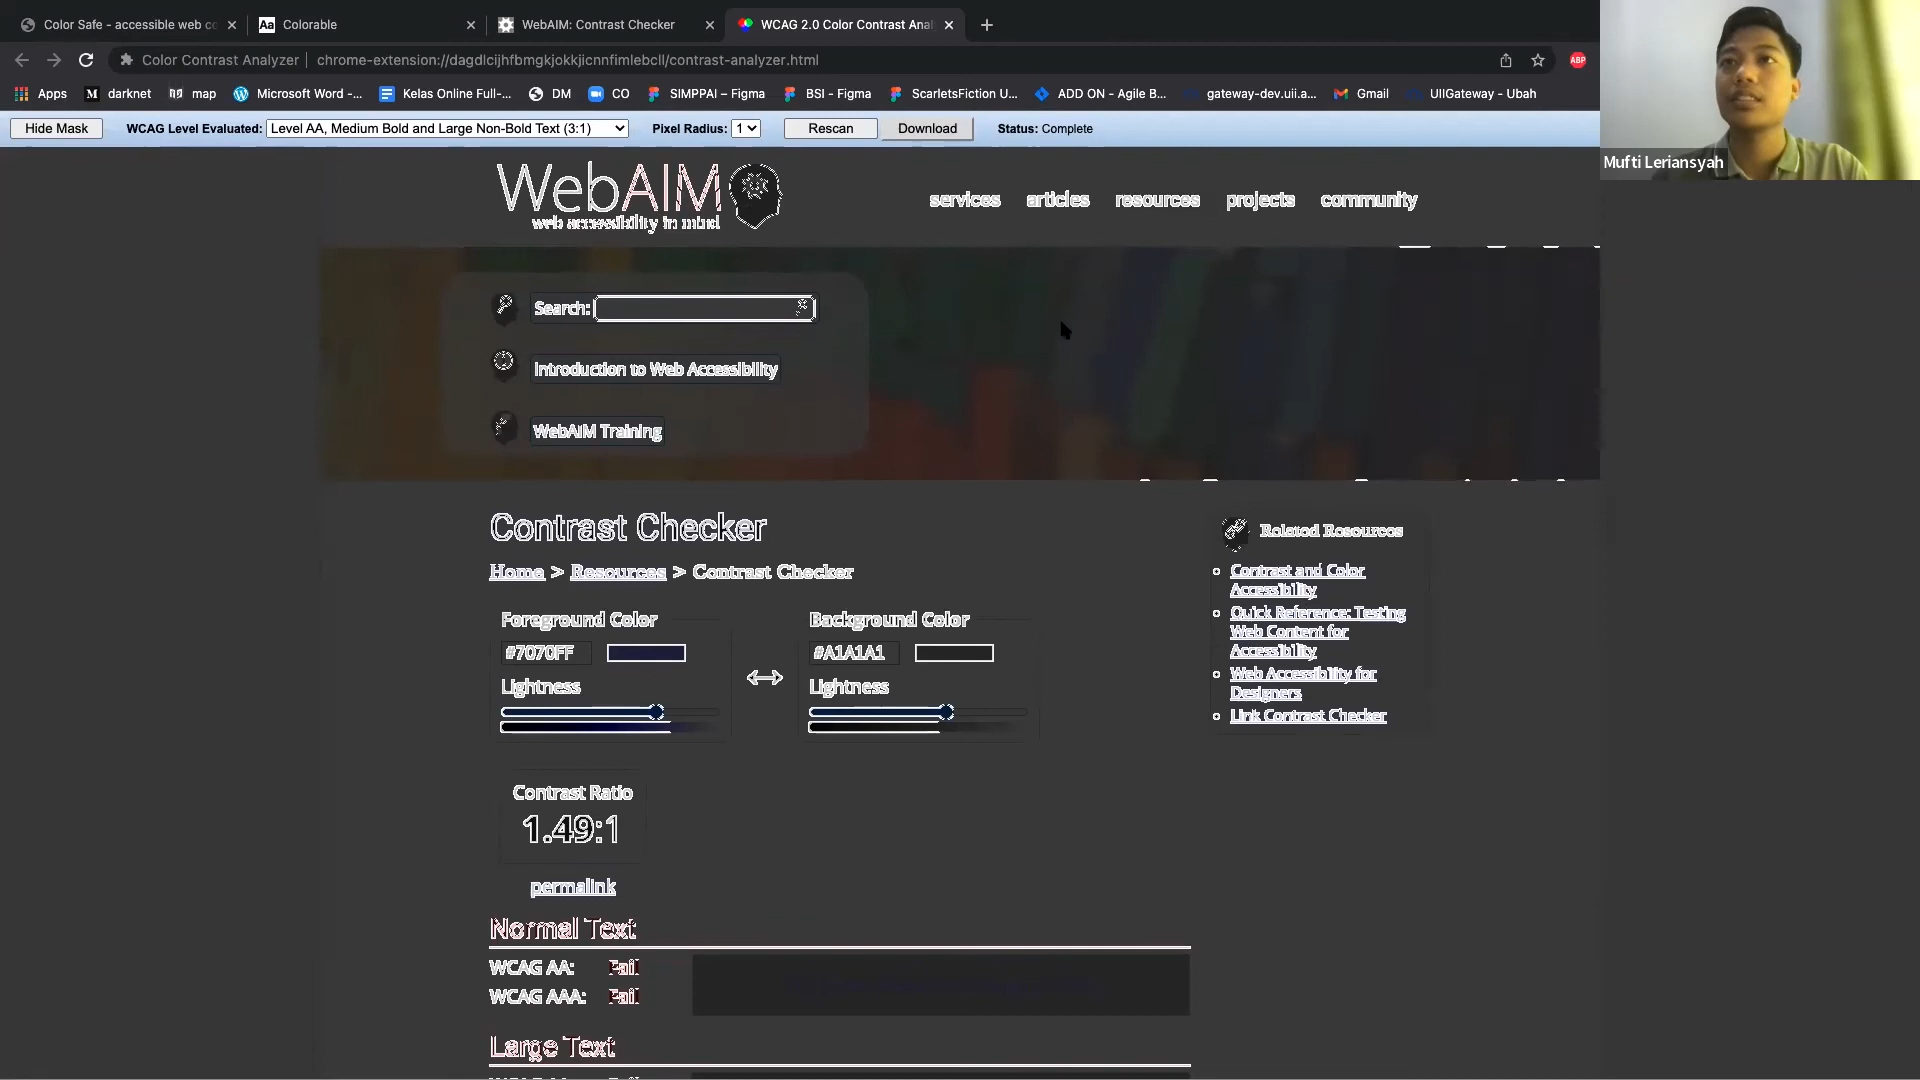 Color Safe - accessible web co
Colorable
WebAIM: Contrast Checker
WCAG 2.0 Color Contrast Anal
Color Contrast Analyzer | chrome-extension://dagdlcijhfbmgkjokkjicnnfimlebcll/contrast-analyzer.html
ABP
Apps
darknet
map
Microsoft Word -...
Kelas Online Full-...
DM
CO
SIMPPAI – Figma
BSI - Figma
ScarletsFiction U...
ADD ON - Agile B...
gateway-dev.uii.a...
Gmail
UIIGateway - Ubah
Hide Mask
WCAG Level Evaluated: Level AA, Medium Bold and Large Non-Bold Text (3:1)
Pixel Radius: 1
Rescan
Download
Status: Complete
Mufti Leriansyah
WebAIM
web accessibility in mind
services articles resources projects community
Search:
Introduction to Web Accessibility
WebAIM Training
Contrast Checker
Home > Resources > Contrast Checker
Foreground Color
#7070FF
Lightness
Background Color
#A1A1A1
Lightness
Contrast Ratio
1.49:1
permalink
Normal Text
WCAG AA: Fail
WCAG AAA: Fail
Large Text
Related Resources
Contrast and Color
Accessibility
Quick Reference: Testing
Web Content for
Accessibility
Web Accessibility for
Designers
Link Contrast Checker